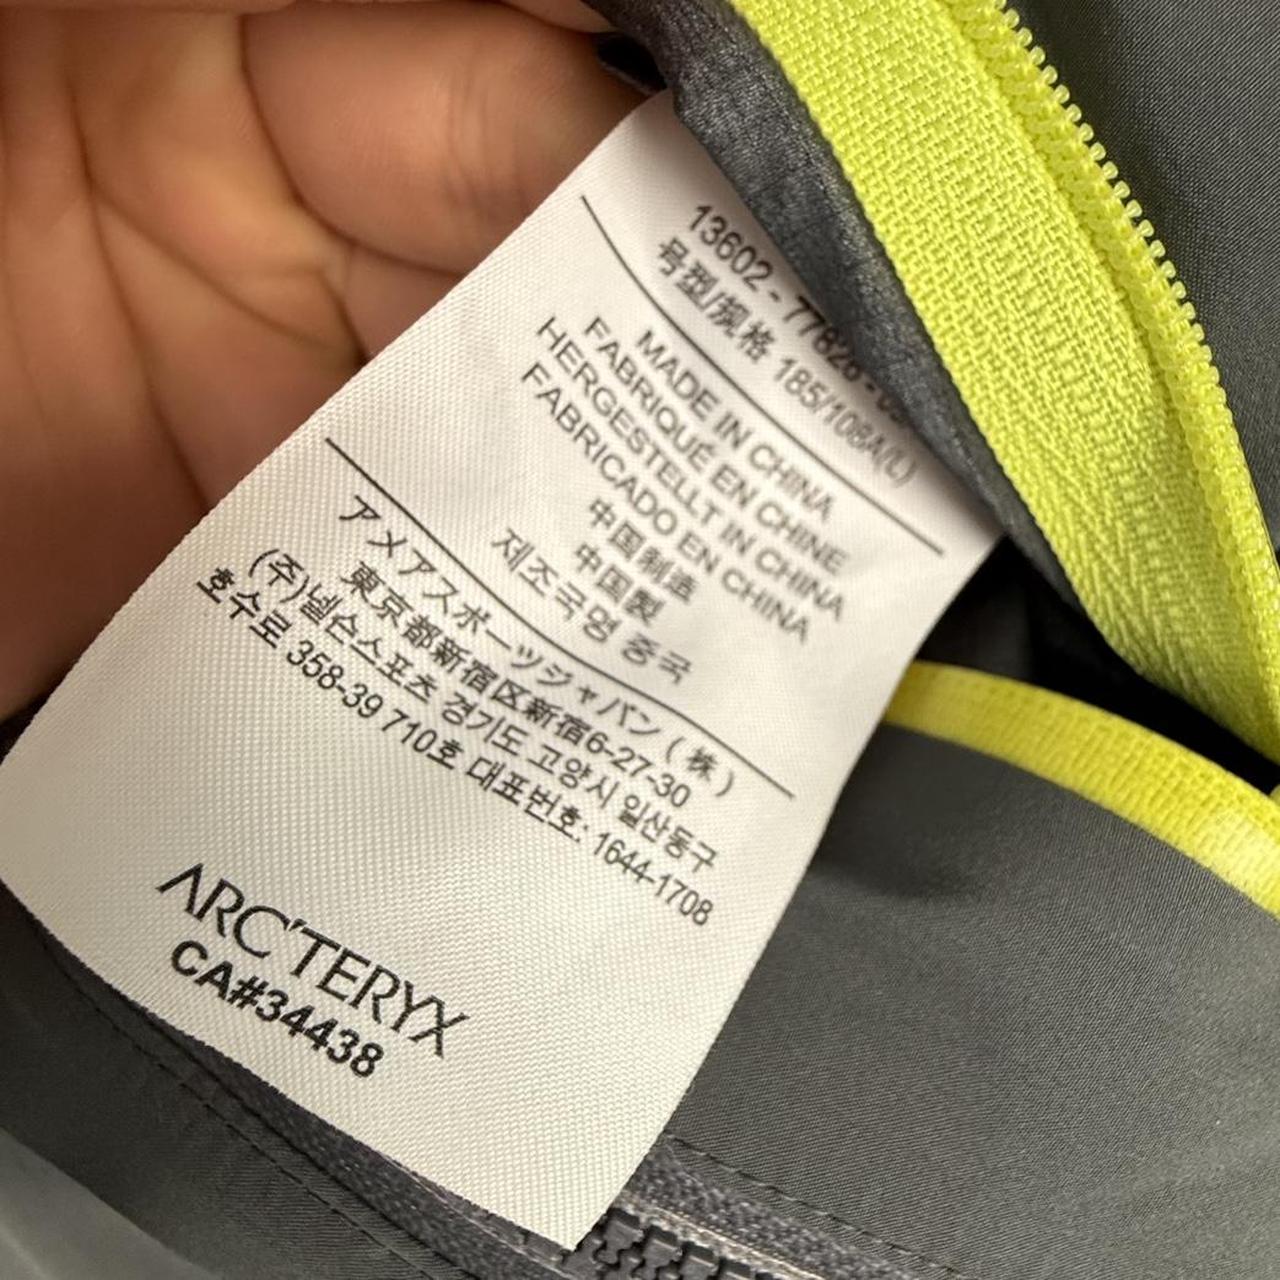 13602 - 77826 -
号型/规格 185/108A(L)
MADE IN CHINA
FABRIQUÉ EN CHINE
HERGESTELLT IN CHINA
FABRICADO EN CHINA
中国制造
中国製
제조국명 중국
アメアスポーツジャパン(株)
東京都新宿区新宿6-27-30
(주)넬슨스포츠 경기도 고양시 일산동구
호수로 358-39 710호 대표번호: 1644-1708
ARC'TERYX
CA#34438